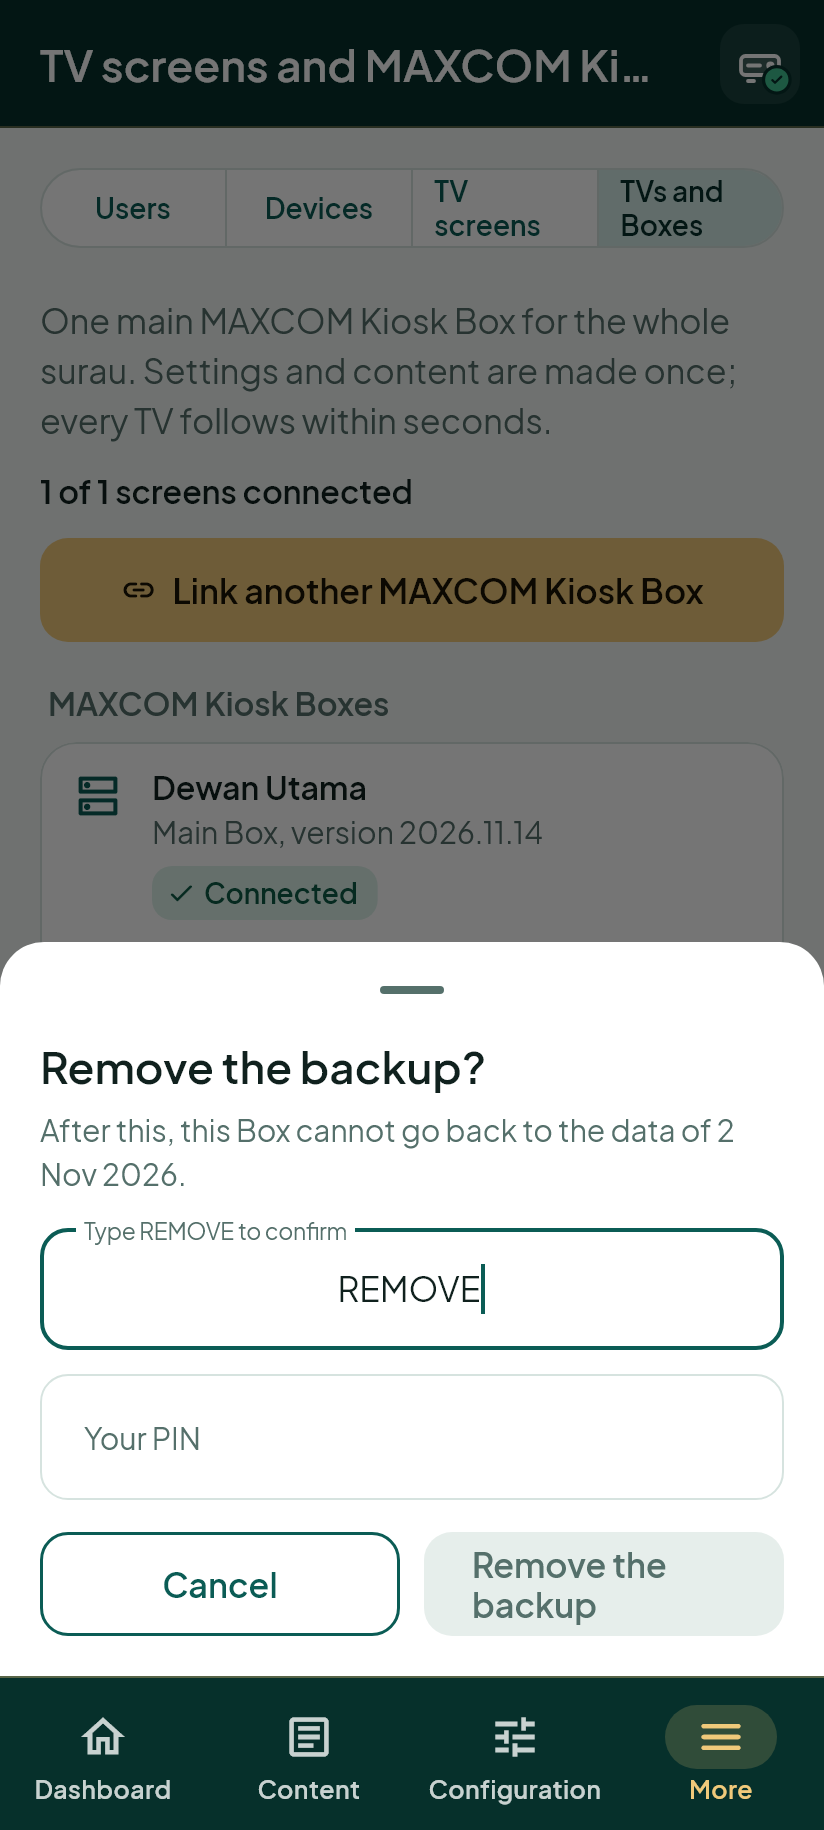 TV screens and MAXCOM Ki...
Users
Devices
TV
screens
TVs and
Boxes
One main MAXCOM Kiosk Box for the whole
surau. Settings and content are made once;
every TV follows within seconds.
1 of 1 screens connected
Link another MAXCOM Kiosk Box
MAXCOM Kiosk Boxes
Dewan Utama
Main Box, version 2026.11.14
Connected
Remove the backup?
After this, this Box cannot go back to the data of 2
Nov 2026.
Type REMOVE to confirm
REMOVE
Your PIN
Cancel
Remove the
backup
Dashboard
Content
Configuration
More